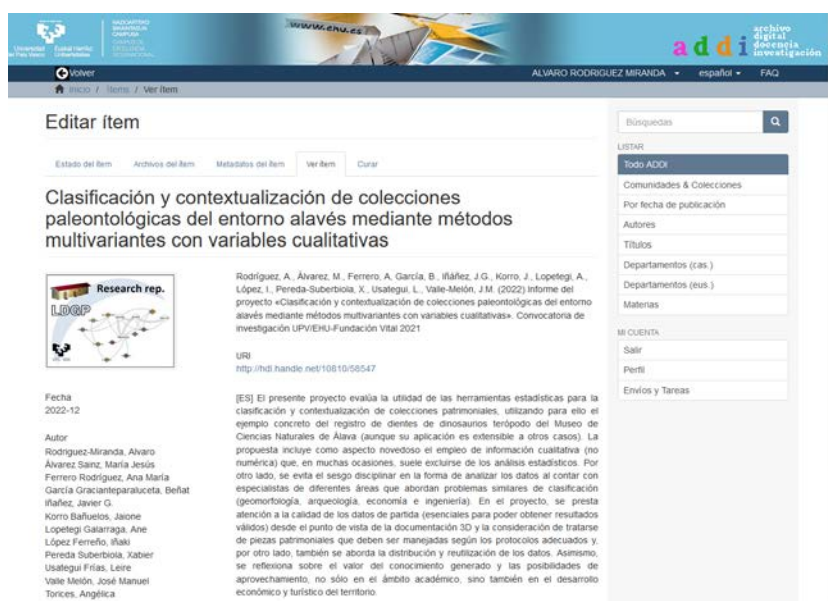 Universidad del País Vasco
Euskal Herriko Unibertsitatea
NAZIOARTEKO
BIKAINTASUN
CAMPUSA
CAMPUS DE
EXCELENCIA
INTERNACIONAL
www.ehu.es
addi
archivo
digital
docencia
investigación
Volver
ALVARO RODRIGUEZ MIRANDA
español
FAQ
Inicio / Ítems / Ver ítem
Editar ítem
Estado del ítem
Archivos del ítem
Metadatos del ítem
Ver ítem
Curar
Clasificación y contextualización de colecciones
paleontológicas del entorno alavés mediante métodos
multivariantes con variables cualitativas
Research rep.
LDGP
Rodríguez, A., Álvarez, M., Ferrero, A, García, B., Iñáñez, J.G., Korro, J., Lopetegi, A.,
López, I., Pereda-Suberbiola, X., Usategui, L., Valle-Melón, J.M. (2022) Informe del
proyecto «Clasificación y contextualización de colecciones paleontológicas del entorno
alavés mediante métodos multivariantes con variables cualitativas». Convocatoria de
investigación UPV/EHU-Fundación Vital 2021
URI
http://hdl.handle.net/10810/58547
Fecha
2022-12
Autor
Rodriguez-Miranda, Alvaro
Álvarez Sainz, María Jesús
Ferrero Rodríguez, Ana María
García Gracianteparaluceta, Beñat
Iñañez, Javier G.
Korro Bañuelos, Jaione
Lopetegi Galarraga, Ane
López Ferreño, Iñaki
Pereda Suberbiola, Xabier
Usategui Frías, Leire
Valle Melón, José Manuel
Torices, Angélica
[ES] El presente proyecto evalúa la utilidad de las herramientas estadísticas para la
clasificación y contextualización de colecciones patrimoniales, utilizando para ello el
ejemplo concreto del registro de dientes de dinosaurios terópodo del Museo de
Ciencias Naturales de Álava (aunque su aplicación es extensible a otros casos). La
propuesta incluye como aspecto novedoso el empleo de información cualitativa (no
numérica) que, en muchas ocasiones, suele excluirse de los análisis estadísticos. Por
otro lado, se evita el sesgo disciplinar en la forma de analizar los datos al contar con
especialistas de diferentes áreas que abordan problemas similares de clasificación
(geomorfología, arqueología, economía e ingeniería). En el proyecto, se presta
atención a la calidad de los datos de partida (esenciales para poder obtener resultados
válidos) desde el punto de vista de la documentación 3D y la consideración de tratarse
de piezas patrimoniales que deben ser manejadas según los protocolos adecuados y,
por otro lado, también se aborda la distribución y reutilización de los datos. Asimismo,
se reflexiona sobre el valor del conocimiento generado y las posibilidades de
aprovechamiento, no sólo en el ámbito académico, sino también en el desarrollo
económico y turístico del territorio.
Búsquedas
LISTAR
Todo ADDI
Comunidades & Colecciones
Por fecha de publicación
Autores
Títulos
Departamentos (cas.)
Departamentos (eus.)
Materias
MI CUENTA
Salir
Perfil
Envíos y Tareas